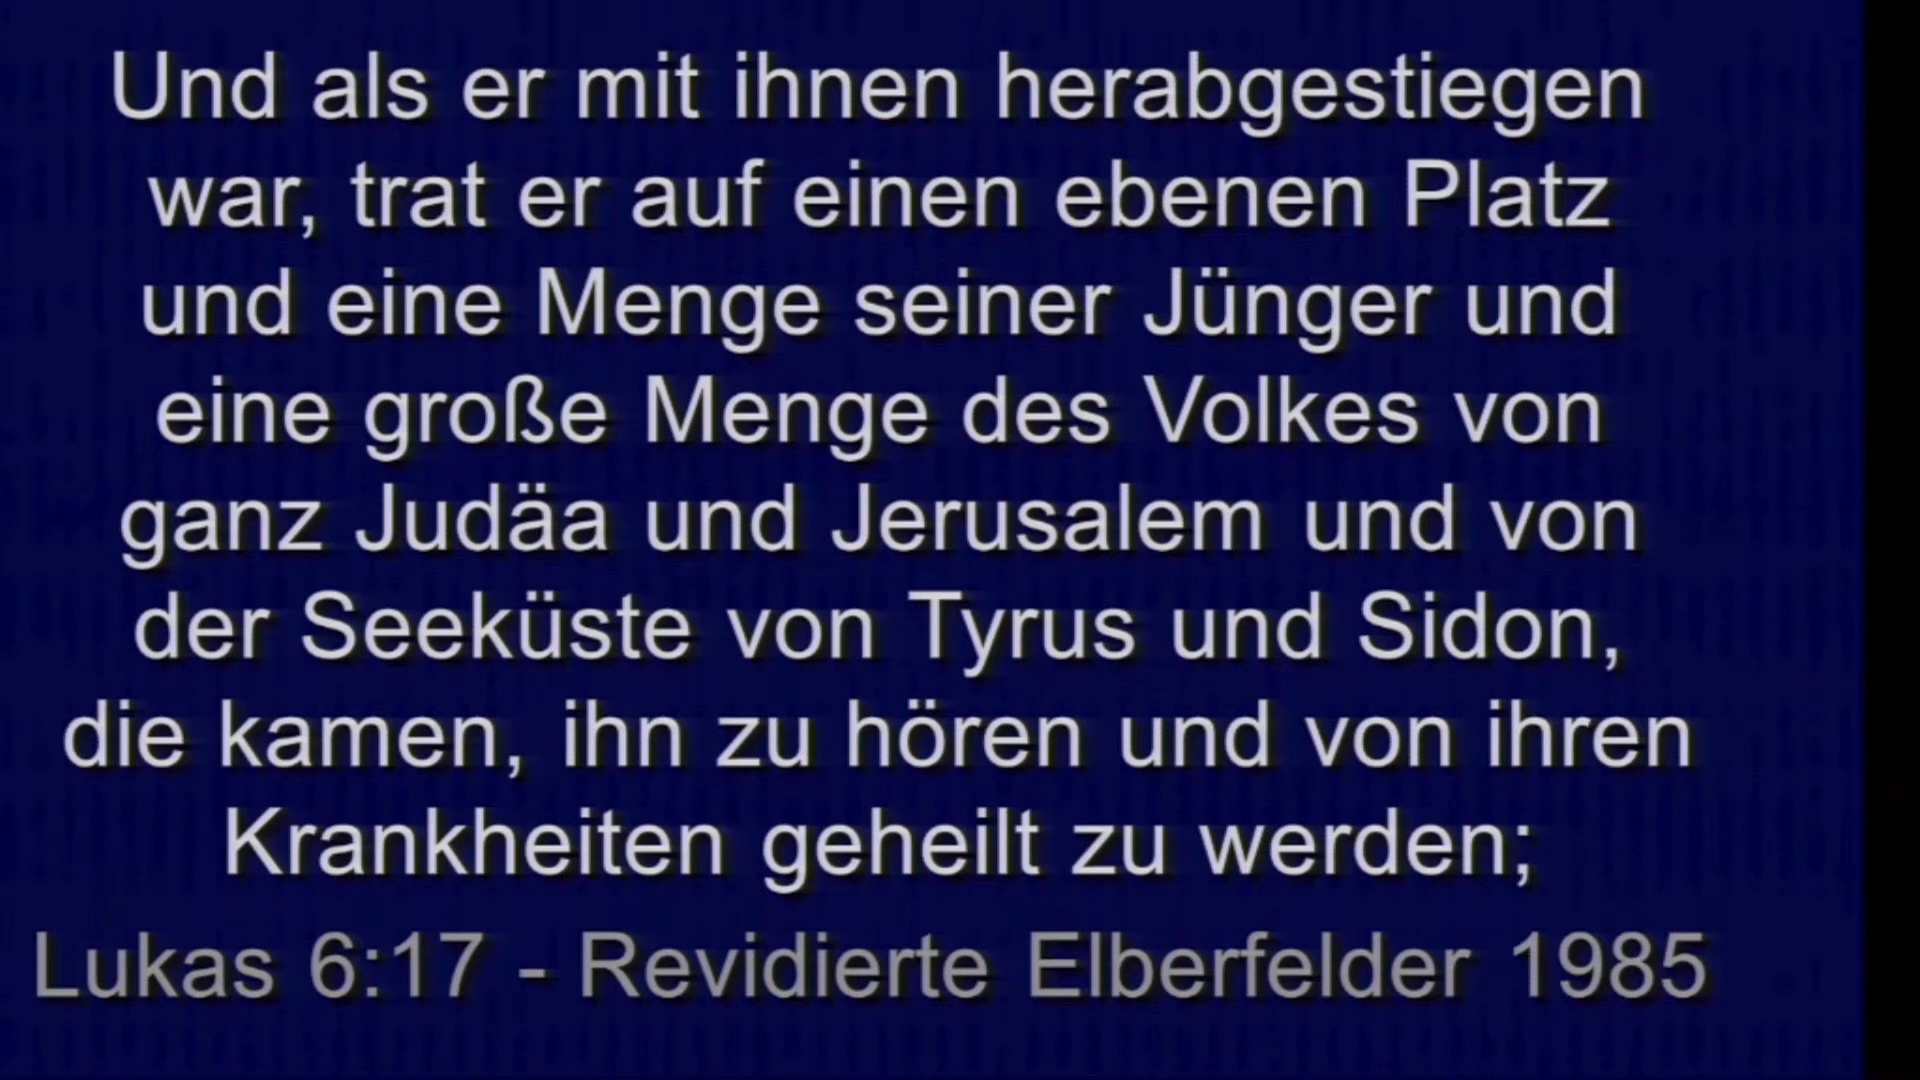 Und als er mit ihnen herabgestiegen
war, trat er auf einen ebenen Platz
und eine Menge seiner Jünger und
eine große Menge des Volkes von
ganz Judäa und Jerusalem und von
der Seeküste von Tyrus und Sidon,
die kamen, ihn zu hören und von ihren
Krankheiten geheilt zu werden;
Lukas 6:17 - Revidierte Elberfelder 1985